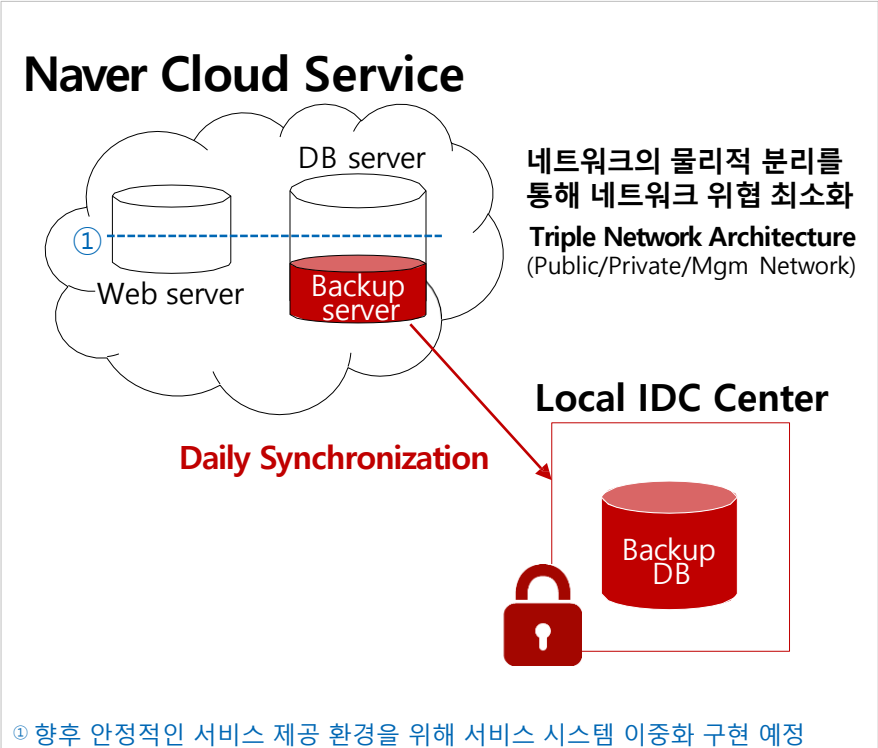 Naver Cloud Service
DB server
네트워크의 물리적 분리를
통해 네트워크 위협 최소화
Triple Network Architecture
(Public/Private/Mgm Network)
①
Web server
Backup
server
Local IDC Center
Daily Synchronization
Backup
DB
① 향후 안정적인 서비스 제공 환경을 위해 서비스 시스템 이중화 구현 예정